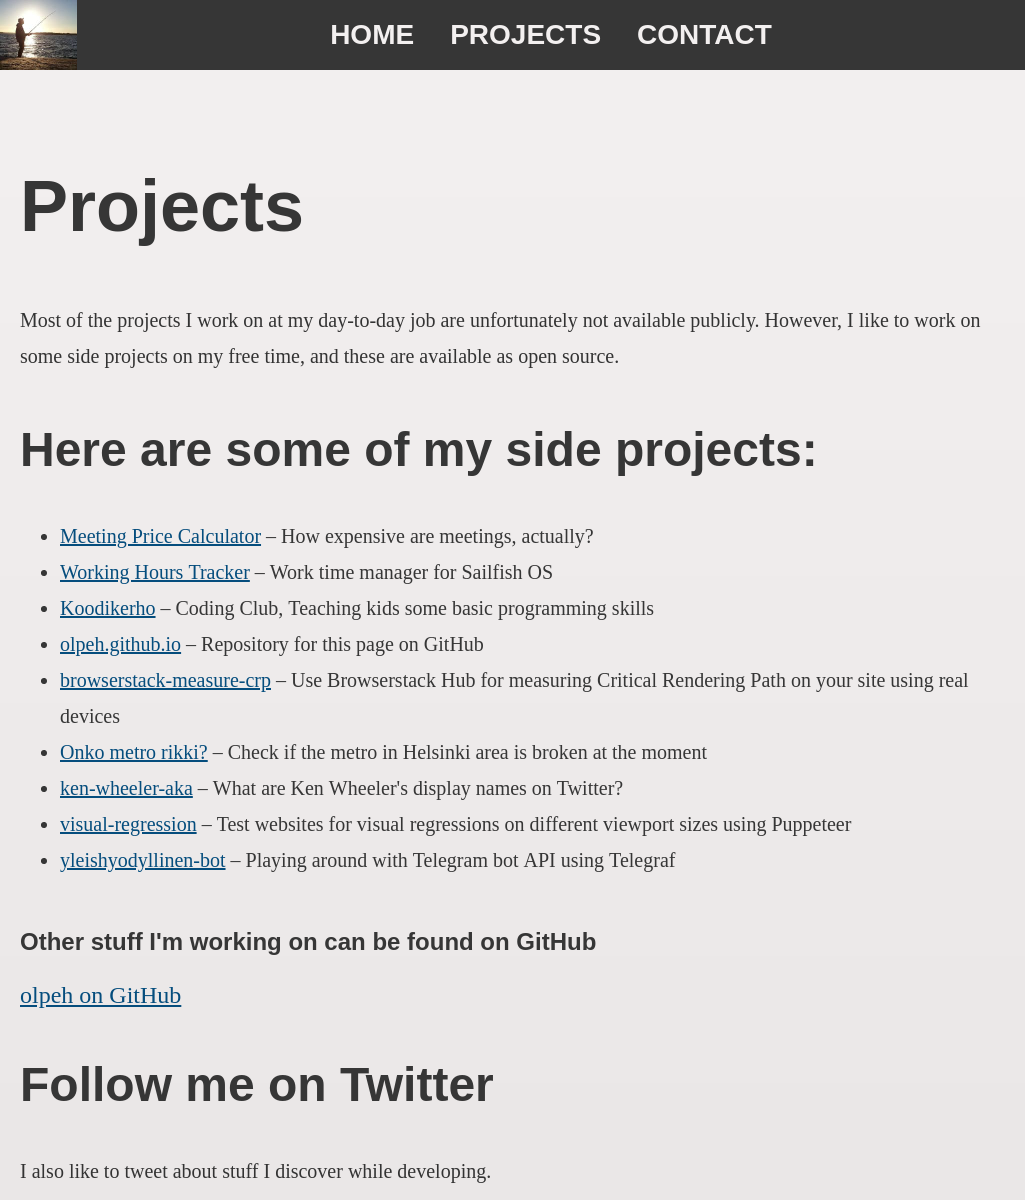 HOME PROJECTS CONTACT
Projects
Most of the projects I work on at my day-to-day job are unfortunately not available publicly. However, I like to work on
some side projects on my free time, and these are available as open source.
Here are some of my side projects:
Meeting Price Calculator – How expensive are meetings, actually?
Working Hours Tracker – Work time manager for Sailfish OS
Koodikerho – Coding Club, Teaching kids some basic programming skills
olpeh.github.io – Repository for this page on GitHub
browserstack-measure-crp – Use Browserstack Hub for measuring Critical Rendering Path on your site using real
devices
Onko metro rikki? – Check if the metro in Helsinki area is broken at the moment
ken-wheeler-aka – What are Ken Wheeler's display names on Twitter?
visual-regression – Test websites for visual regressions on different viewport sizes using Puppeteer
yleishyodyllinen-bot – Playing around with Telegram bot API using Telegraf
Other stuff I'm working on can be found on GitHub
olpeh on GitHub
Follow me on Twitter
I also like to tweet about stuff I discover while developing.